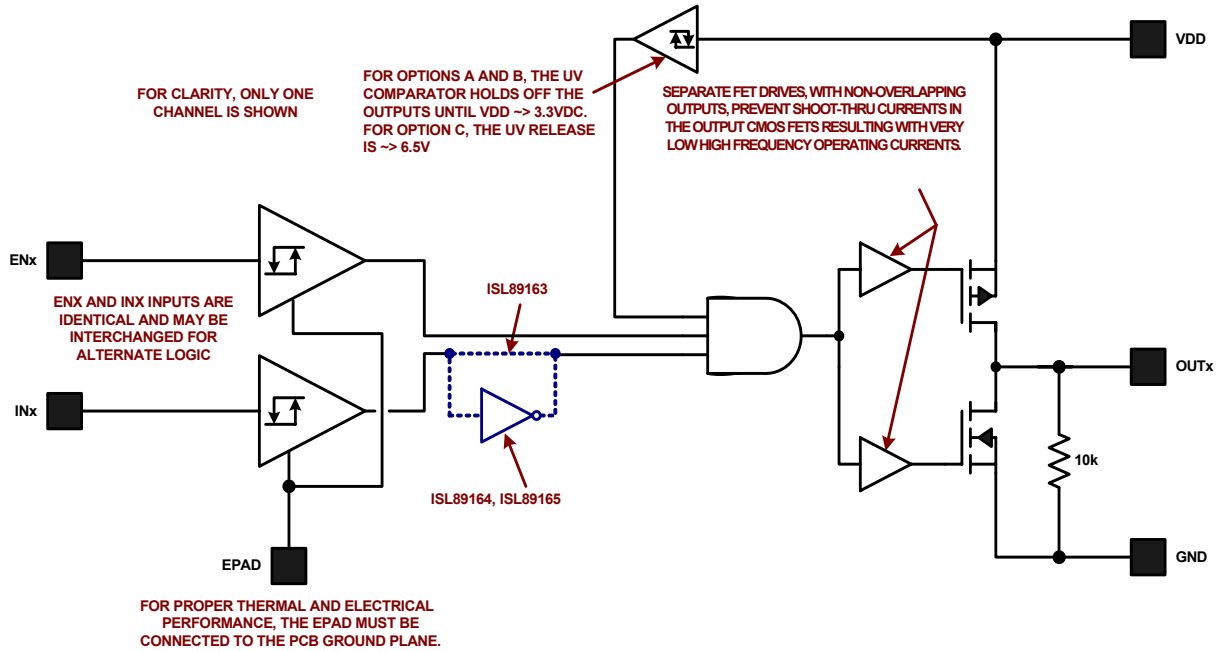 VDD
FOR OPTIONS A AND B, THE UV
COMPARATOR HOLDS OFF THE
OUTPUTS UNTIL VDD ~> 3.3VDC.
FOR OPTION C, THE UV RELEASE
IS ~> 6.5V
FOR CLARITY, ONLY ONE
CHANNEL IS SHOWN
SEPARATE FET DRIVES, WITH NON-OVERLAPPING
OUTPUTS, PREVENT SHOOT-THRU CURRENTS IN
THE OUTPUT CMOS FETS RESULTING WITH VERY
LOW HIGH FREQUENCY OPERATING CURRENTS.
ENx
ENX AND INX INPUTS ARE
IDENTICAL AND MAY BE
INTERCHANGED FOR
ALTERNATE LOGIC
ISL89163
OUTx
INx
10k
ISL89164, ISL89165
GND
EPAD
FOR PROPER THERMAL AND ELECTRICAL
PERFORMANCE, THE EPAD MUST BE
CONNECTED TO THE PCB GROUND PLANE.